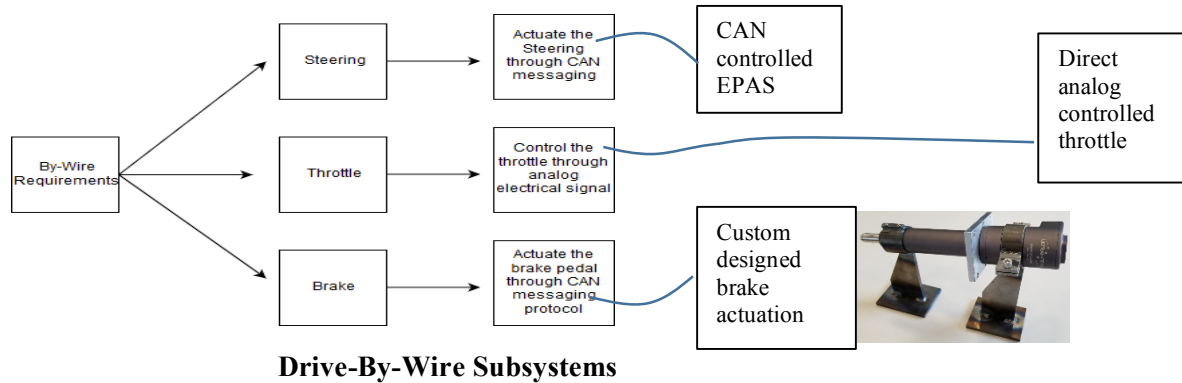 By-Wire
Requirements
Steering
Actuate the
Steering
through CAN
messaging
CAN
controlled
EPAS
Throttle
Control the
throttle through
analog
electrical signal
Direct
analog
controlled
throttle
Brake
Actuate the
brake pedal
through CAN
messaging
protocol
Custom
designed
brake
actuation
Drive-By-Wire Subsystems